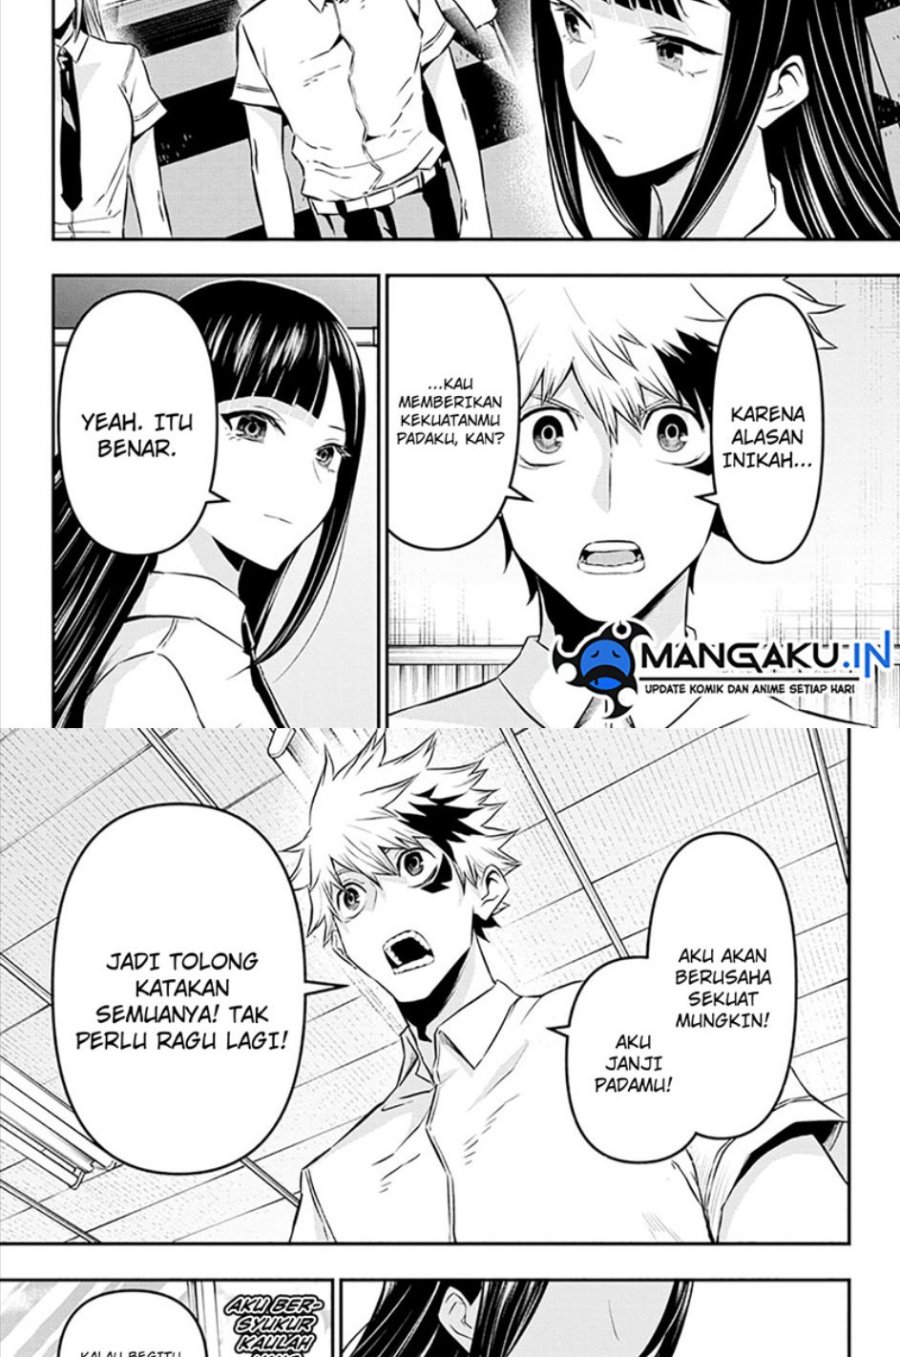 KARENA
ALASAN
INIKAH...
...KAU
MEMBERIKAN
KEKUATANMU
PADAKU, KAN?
YEAH. ITU
BENAR.
MANGAKU.IN
UPDATE KOMIK DAN ANIME SETIAP HARI
AKU AKAN
BERUSAHA
SEKUAT
MUNGKIN!
AKU
JANJI
PADAMU!
JADI TOLONG
KATAKAN
SEMUANYA! TAK
PERLU RAGU LAGI!
AKU BER-
SYUKUR
KAULAH
KALAU BEGITU